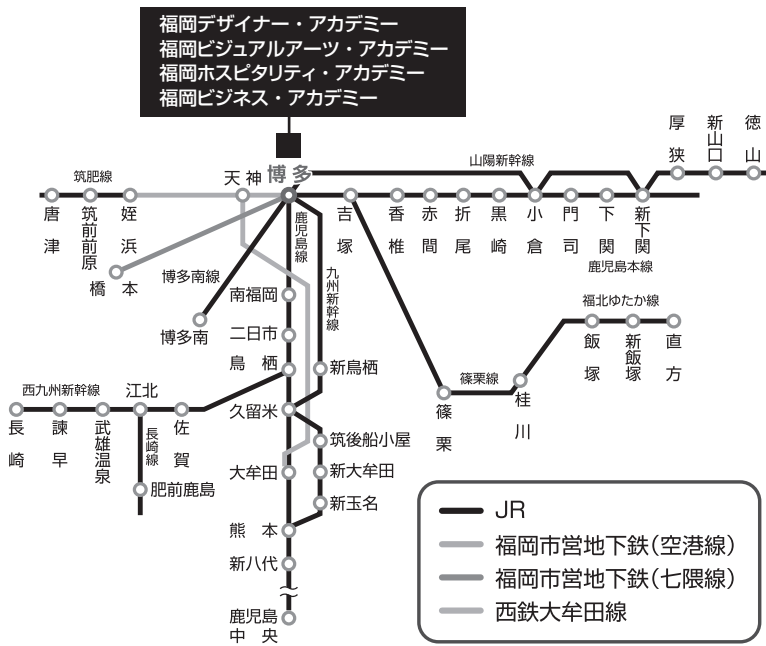 福岡デザイナー・アカデミー
福岡ビジュアルアーツ・アカデミー
福岡ホスピタリティ・アカデミー
福岡ビジネス・アカデミー
厚狭
新山口
徳山
山陽新幹線
筑肥線
天神
博多
唐津
筑前前原
姪浜
吉塚
香椎
赤間
折尾
黒崎
小倉
門司
下関
新下関
鹿児島本線
鹿児島線
九州新幹線
橋本
博多南線
博多南
南福岡
二日市
鳥栖
新鳥栖
福北ゆたか線
飯塚
新飯塚
直方
篠栗線
篠栗
桂川
西九州新幹線
江北
長崎
諫早
武雄温泉
長崎線
佐賀
肥前鹿島
久留米
筑後船小屋
大牟田
新大牟田
新玉名
熊本
新八代
鹿児島
中央
JR
福岡市営地下鉄(空港線)
福岡市営地下鉄(七隈線)
西鉄大牟田線